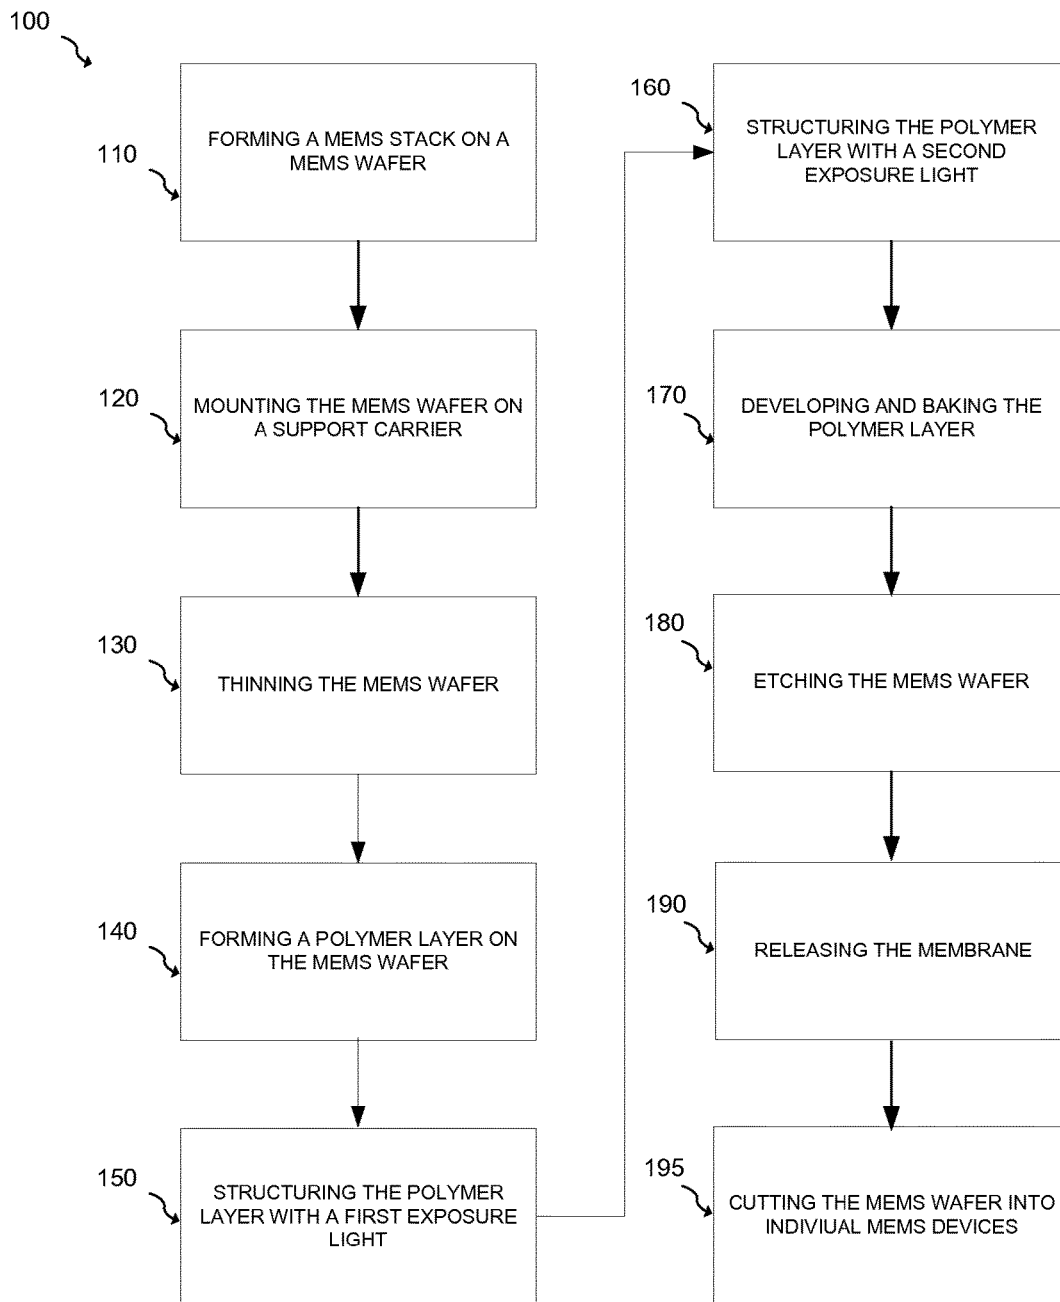 100
110
FORMING A MEMS STACK ON A
MEMS WAFER
120
MOUNTING THE MEMS WAFER ON
A SUPPORT CARRIER
130
THINNING THE MEMS WAFER
140
FORMING A POLYMER LAYER ON
THE MEMS WAFER
150
STRUCTURING THE POLYMER
LAYER WITH A FIRST EXPOSURE
LIGHT
160
STRUCTURING THE POLYMER
LAYER WITH A SECOND
EXPOSURE LIGHT
170
DEVELOPING AND BAKING THE
POLYMER LAYER
180
ETCHING THE MEMS WAFER
190
RELEASING THE MEMBRANE
195
CUTTING THE MEMS WAFER INTO
INDIVIUAL MEMS DEVICES